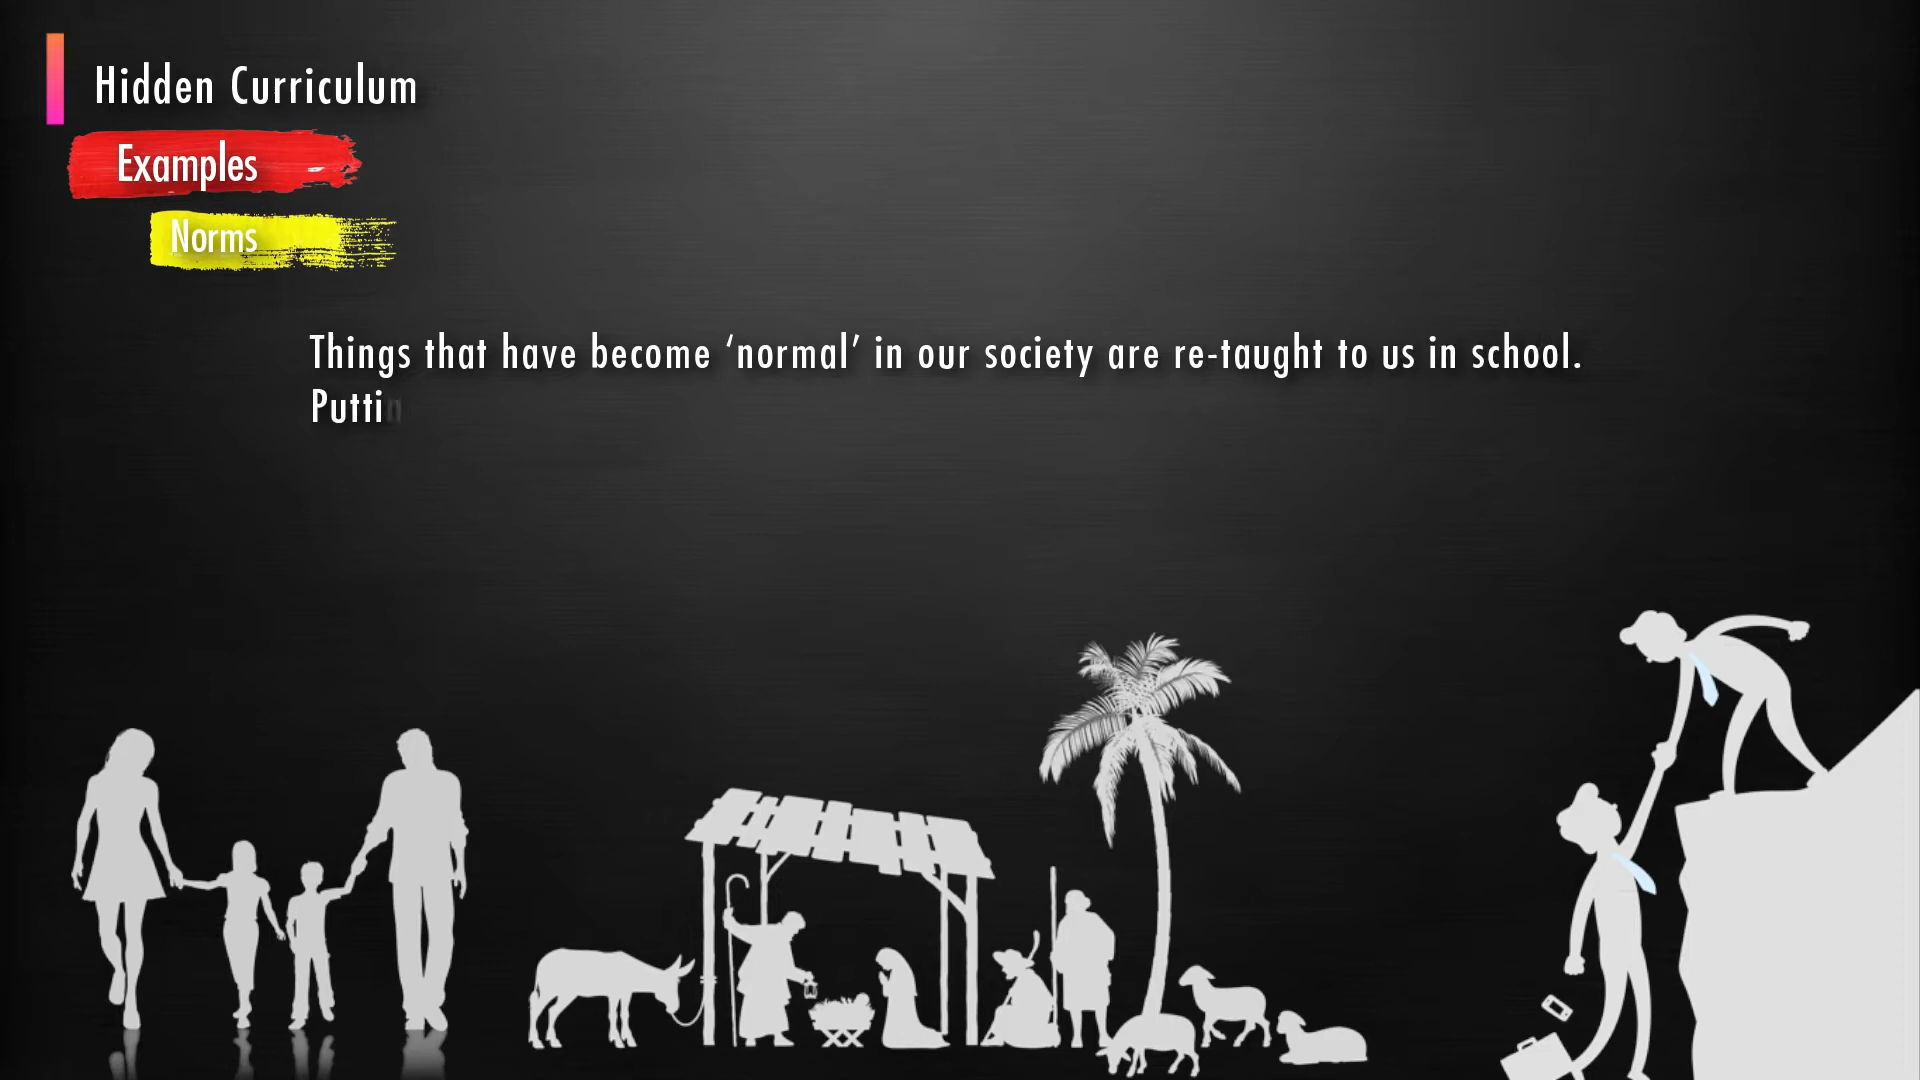 Hidden Curriculum
Examples
Norms
Things that have become ‘normal’ in our society are re-taught to us in school.
Puttin